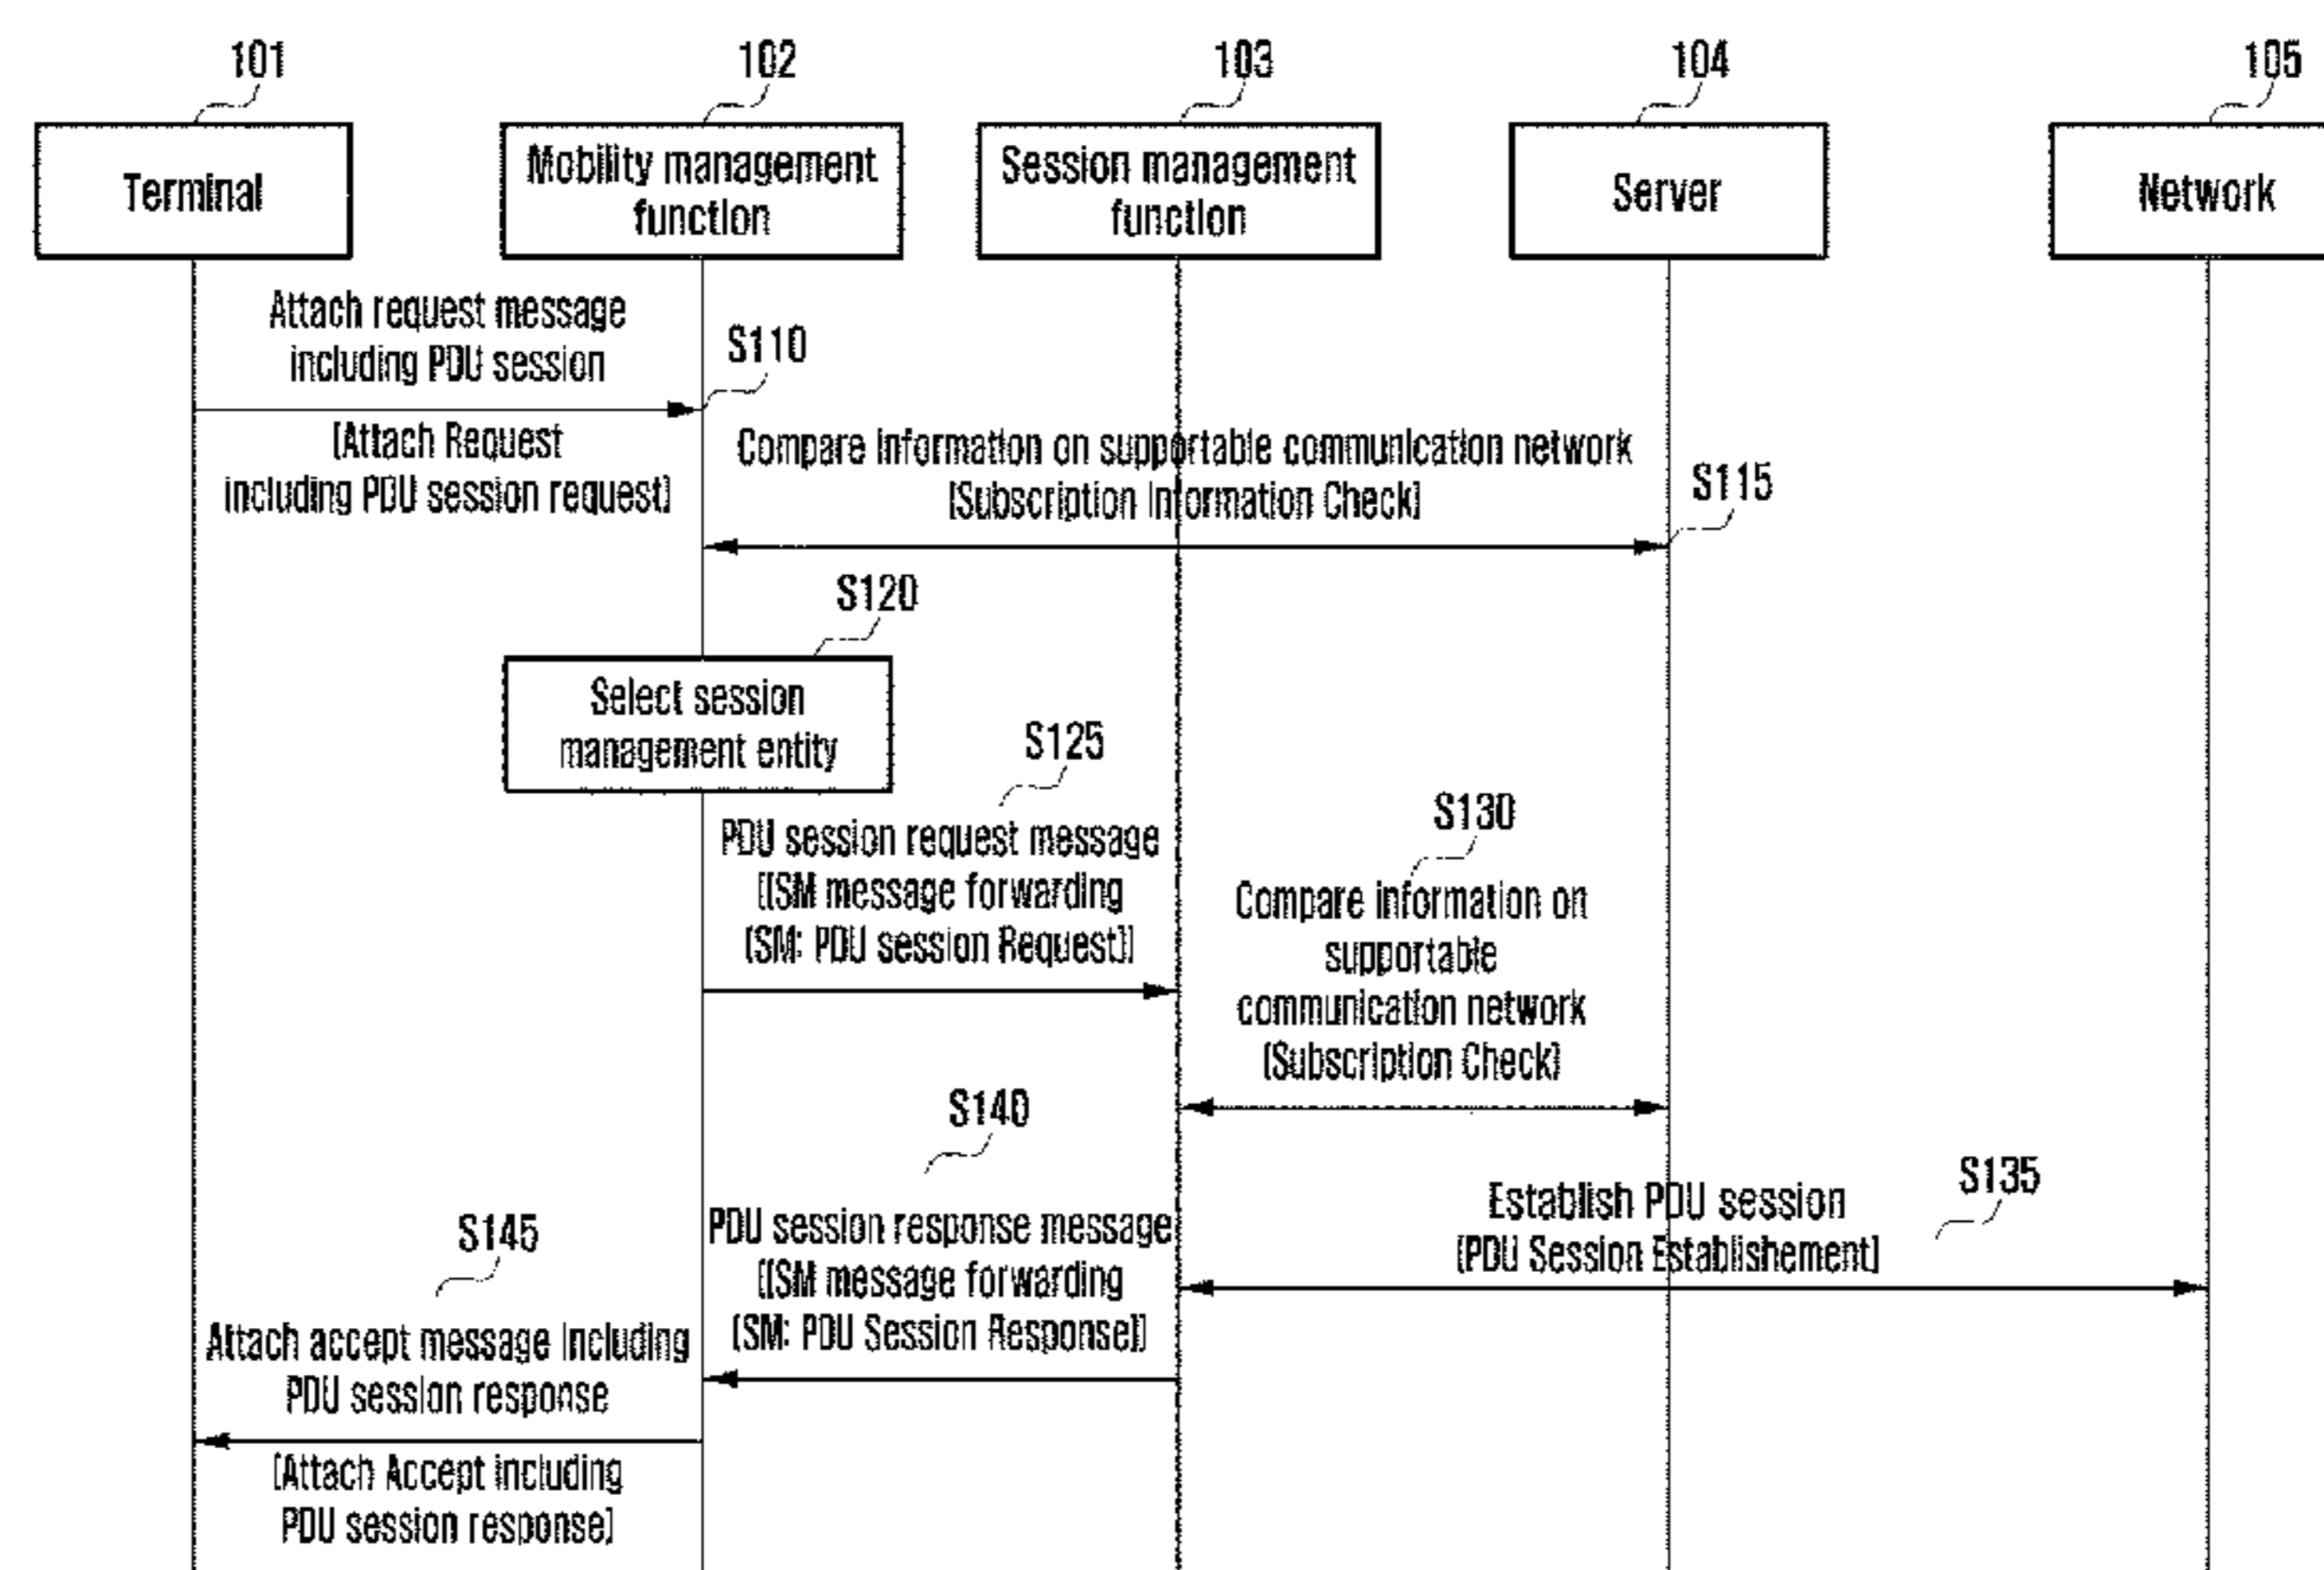 101
102
103
104
105
Terminal
Mobility management
function
Session management
function
Server
Network
Attach request message
including PDU session
S110
[Attach Request
including PDU session request]
Compare information on supportable communication network
[Subscription Information Check]
S115
S120
Select session
management entity
S125
PDU session request message
[[SM message forwarding
(SM: PDU session Request]]
S130
Compare information on
supportable
communication network
[Subscription Check]
S140
S135
Establish PDU session
[PDU Session Establishement]
S145
PDU session response message
[[SM message forwarding
(SM: PDU Session Response]]
Attach accept message including
PDU session response
[Attach Accept including
PDU session response]